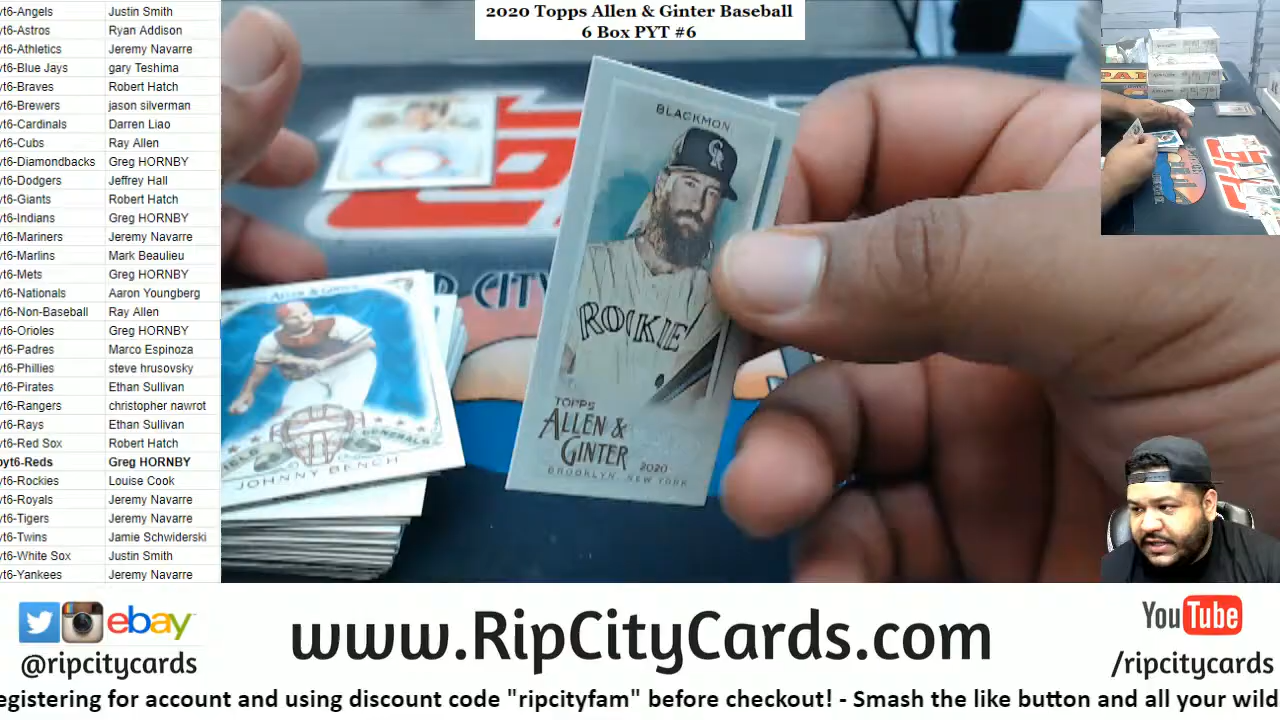 2020 Topps Allen & Ginter Baseball
6 Box PYT #6
yt6-Angels Justin Smith
yt6-Astros Ryan Addison
yt6-Athletics Jeremy Navarre
yt6-Blue Jays gary Teshima
yt6-Braves Robert Hatch
yt6-Brewers jason silverman
yt6-Cardinals Darren Liao
yt6-Cubs Ray Allen
yt6-Diamondbacks Greg HORNBY
yt6-Dodgers Jeffrey Hall
yt6-Giants Robert Hatch
yt6-Indians Greg HORNBY
yt6-Mariners Jeremy Navarre
yt6-Marlins Mark Beaulieu
yt6-Mets Greg HORNBY
yt6-Nationals Aaron Youngberg
yt6-Non-Baseball Ray Allen
yt6-Orioles Greg HORNBY
yt6-Padres Marco Espinoza
yt6-Phillies steve hrusovsky
yt6-Pirates Ethan Sullivan
yt6-Rangers christopher nawrot
yt6-Rays Ethan Sullivan
yt6-Red Sox Robert Hatch
pyt6-Reds Greg HORNBY
yt6-Rockies Louise Cook
yt6-Royals Jeremy Navarre
yt6-Tigers Jeremy Navarre
yt6-Twins Jamie Schwiderski
yt6-White Sox Justin Smith
yt6-Yankees Jeremy Navarre
BLACKMON
CR
ROCKIE
TOPPS
ALLEN &
GINTER
2020
BROOKLYN, NEW YORK
ALLEN & GINTER
FIELD GENERALS
JOHNNY BENCH
CITY
ebay
@ripcitycards
www.RipCityCards.com
YouTube
/ripcitycards
egistering for account and using discount code "ripcityfam" before checkout! - Smash the like button and all your wild